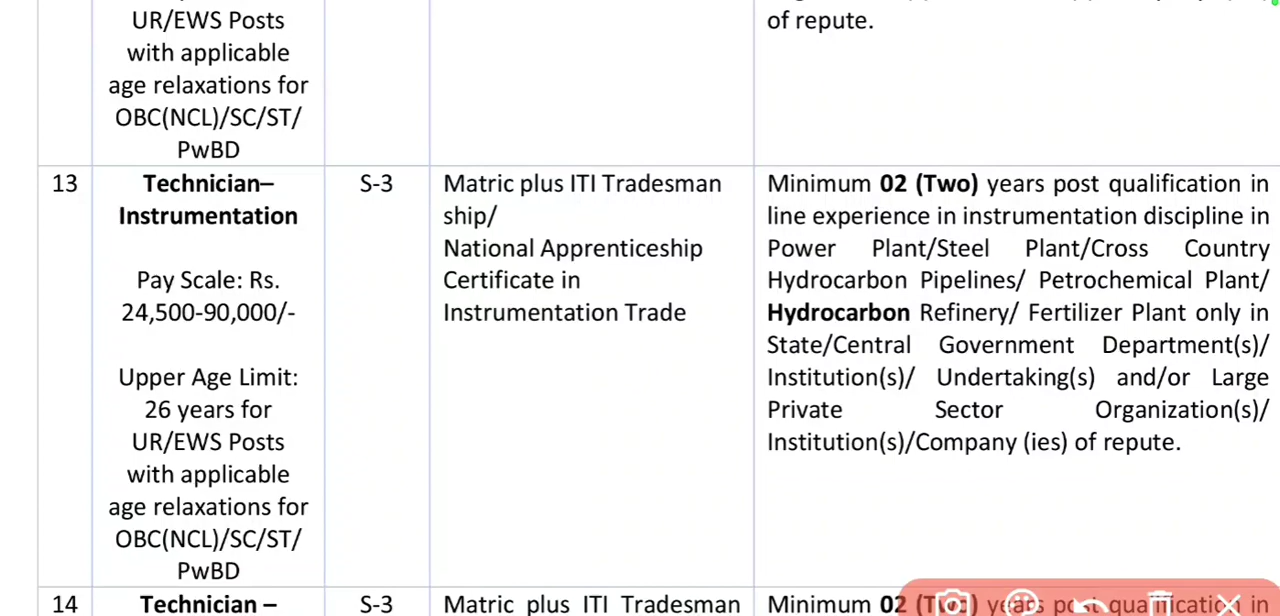 UR/EWS Posts
with applicable
age relaxations for
OBC(NCL)/SC/ST/
PwBD
of repute.
13
Technician–
Instrumentation
Pay Scale: Rs.
24,500-90,000/-
Upper Age Limit:
26 years for
UR/EWS Posts
with applicable
age relaxations for
OBC(NCL)/SC/ST/
PwBD
S-3
Matric plus ITI Tradesman
ship/
National Apprenticeship
Certificate in
Instrumentation Trade
Minimum 02 (Two) years post qualification in
line experience in instrumentation discipline in
Power Plant/Steel Plant/Cross Country
Hydrocarbon Pipelines/ Petrochemical Plant/
Hydrocarbon Refinery/ Fertilizer Plant only in
State/Central Government Department(s)/
Institution(s)/ Undertaking(s) and/or Large
Private Sector Organization(s)/
Institution(s)/Company (ies) of repute.
14
Technician –
S-3
Matric plus ITI Tradesman
Minimum 02 (Two) years post qualification in